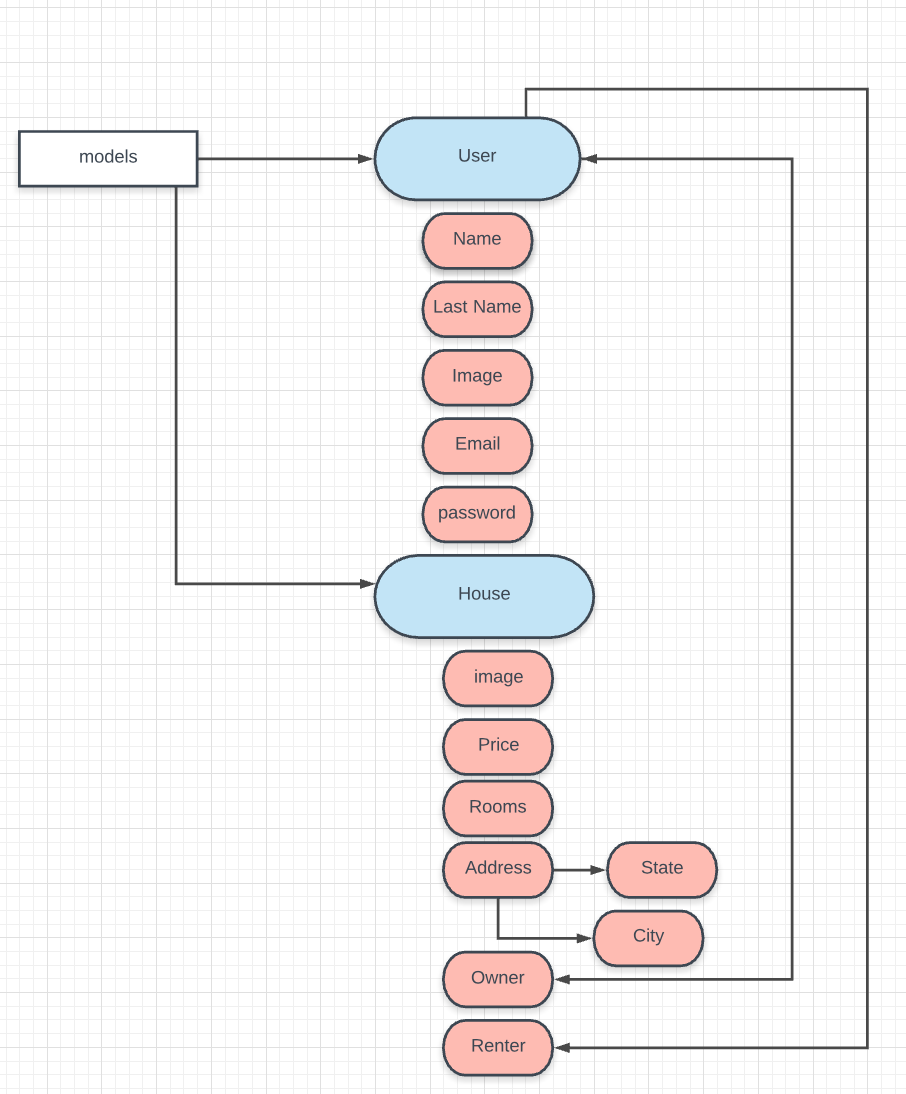 models
User
Name
Last Name
Image
Email
password
House
image
Price
Rooms
Address
State
City
Owner
Renter